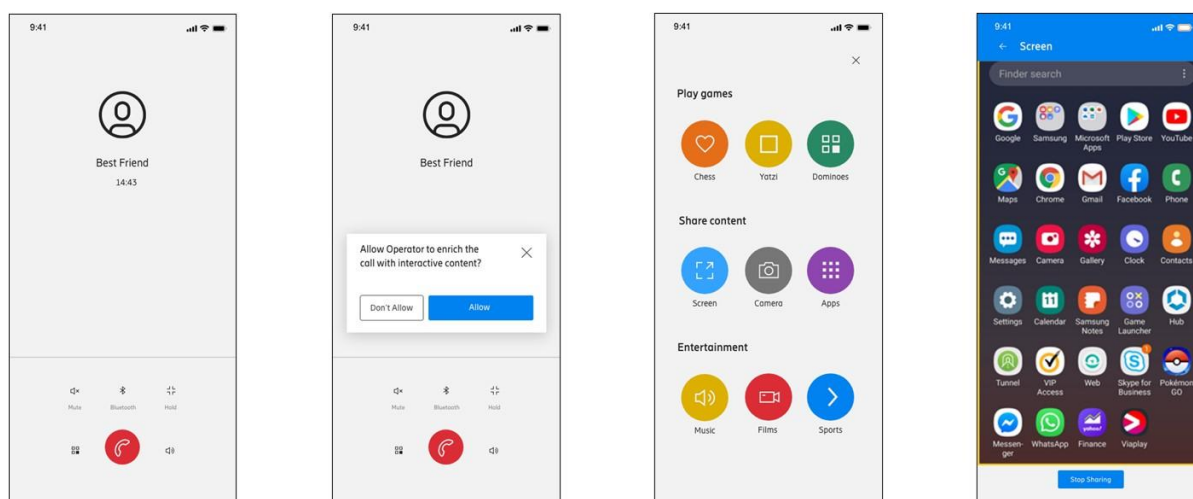 9:41
Best Friend
14:43
Mute Bluetooth Hold
9:41
Best Friend
Allow Operator to enrich the
call with interactive content?
Don't Allow Allow
Mute Bluetooth Hold
9:41
Play games
Chess Yatzi Dominoes
Share content
Screen Camera Apps
Entertainment
Music Films Sports
9:41
Screen
Finder search
Google Samsung Microsoft Apps Play Store YouTube
Maps Chrome Gmail Facebook Phone
Messages Camera Gallery Clock Contacts
11
Settings Calendar Samsung Notes Game Launcher Hub
1
Tunnel VIP Access Web Skype for Business Pokémon GO
yahoo!
Messen-
ger WhatsApp Finance Viaplay
Stop Sharing